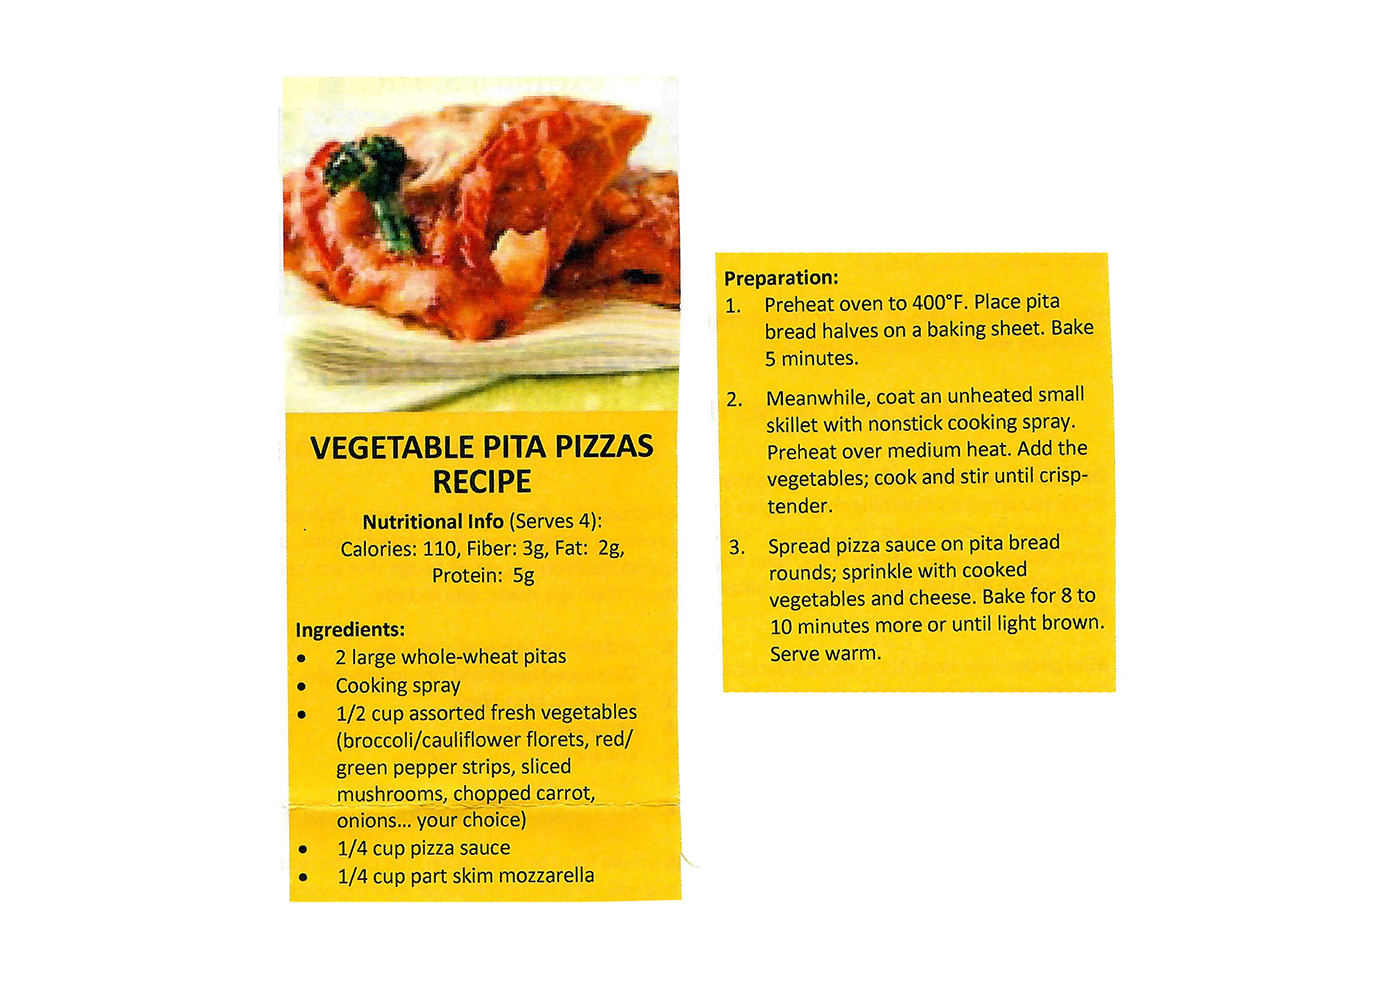 VEGETABLE PITA PIZZAS
RECIPE
Nutritional Info (Serves 4):
Calories: 110, Fiber: 3g, Fat:  2g,
Protein:  5g
Ingredients:
• 2 large whole-wheat pitas
• Cooking spray
• 1/2 cup assorted fresh vegetables
(broccoli/cauliflower florets, red/
green pepper strips, sliced
mushrooms, chopped carrot,
onions... your choice)
• 1/4 cup pizza sauce
• 1/4 cup part skim mozzarella
Preparation:
1. Preheat oven to 400°F. Place pita
bread halves on a baking sheet. Bake
5 minutes.
2. Meanwhile, coat an unheated small
skillet with nonstick cooking spray.
Preheat over medium heat. Add the
vegetables; cook and stir until crisp-
tender.
3. Spread pizza sauce on pita bread
rounds; sprinkle with cooked
vegetables and cheese. Bake for 8 to
10 minutes more or until light brown.
Serve warm.